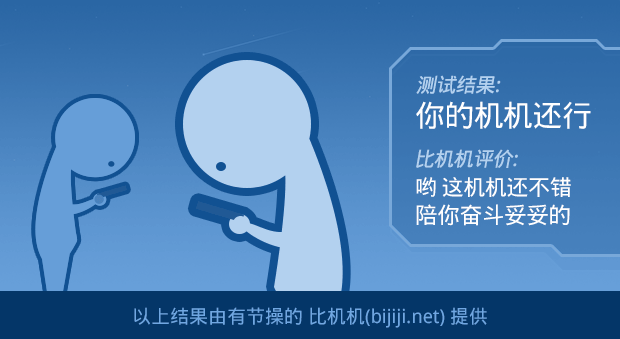 测试结果:
你的机机还行
比机机评价:
哟 这机机还不错
陪你奋斗妥妥的
以上结果由有节操的 比机机(bijiji.net) 提供